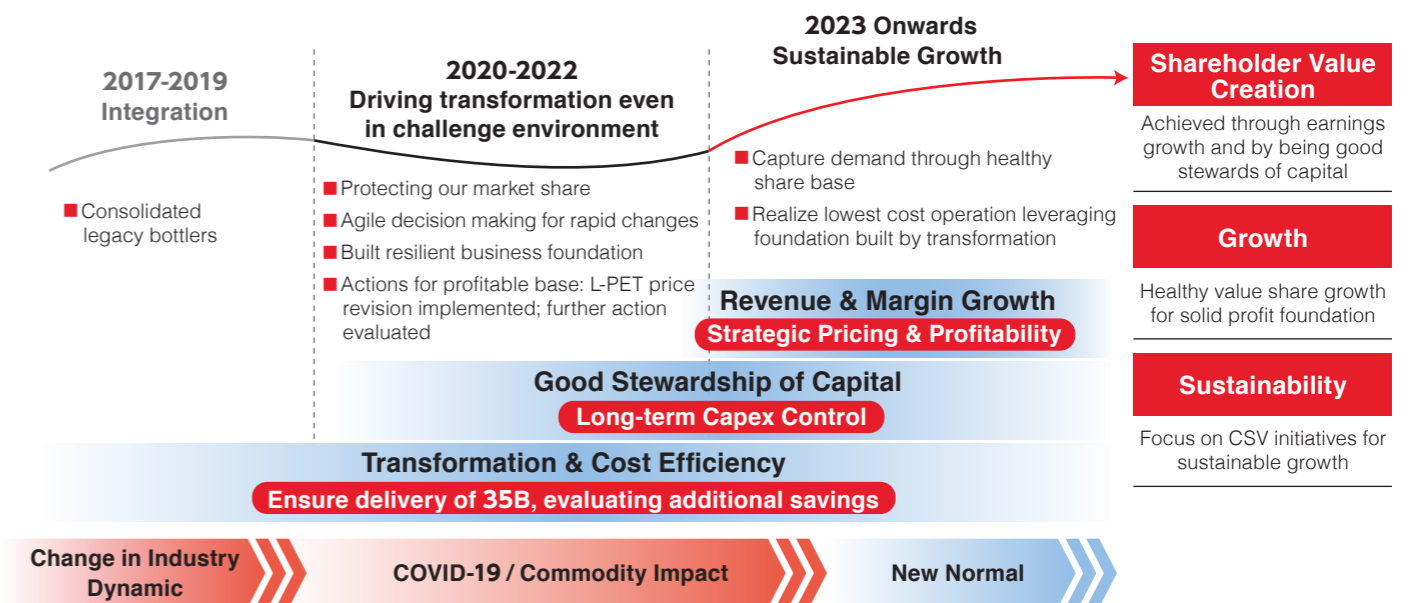 2017-2019
Integration
2020-2022
Driving transformation even
in challenge environment
2023 Onwards
Sustainable Growth
■ Consolidated
legacy bottlers
■ Protecting our market share
■ Agile decision making for rapid changes
■ Built resilient business foundation
■ Actions for profitable base: L-PET price
revision implemented; further action
evaluated
■ Capture demand through healthy
share base
■ Realize lowest cost operation leveraging
foundation built by transformation
Revenue & Margin Growth
Strategic Pricing & Profitability
Good Stewardship of Capital
Long-term Capex Control
Transformation & Cost Efficiency
Ensure delivery of 35B, evaluating additional savings
Change in Industry
Dynamic
COVID-19 / Commodity Impact
New Normal
Shareholder Value
Creation
Achieved through earnings
growth and by being good
stewards of capital
Growth
Healthy value share growth
for solid profit foundation
Sustainability
Focus on CSV initiatives for
sustainable growth